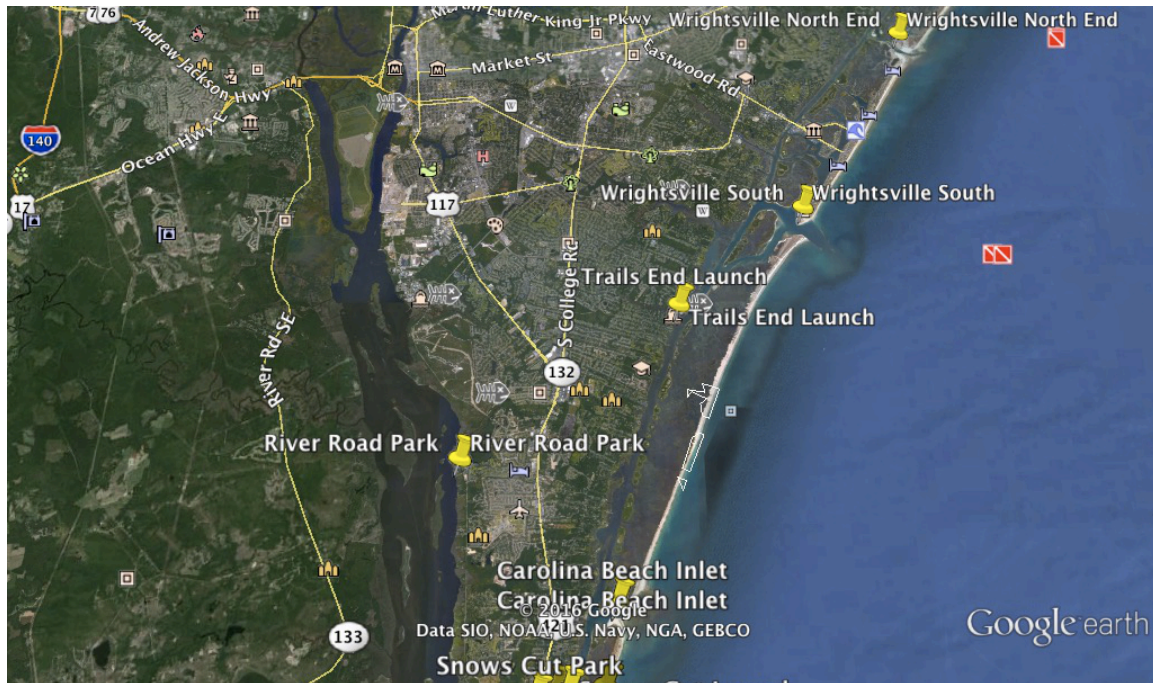 7/76
Martin Luther King Jr Pkwy
Wrightsville North End
Wrightsville North End
Andrew Jackson Hwy
Market St
Eastwood Rd
140
Ocean Hwy E
W
H
17
117
Wrightsville South
Wrightsville South
W
S College Rd
Trails End Launch
Trails End Launch
River Rd SE
132
River Road Park
River Road Park
Carolina Beach Inlet
Carolina Beach Inlet
© 2016 Google
421
Data SIO, NOAA, U.S. Navy, NGA, GEBCO
Google earth
133
Snows Cut Park